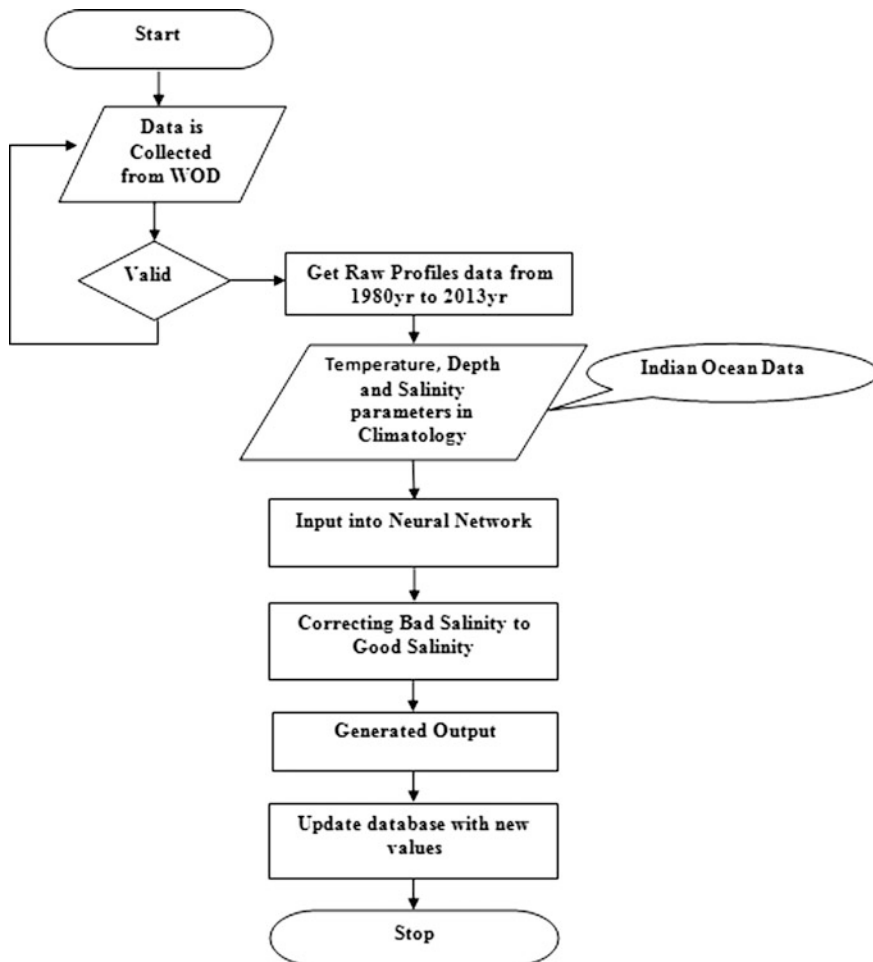 Start
Data is
Collected
from WOD
Valid
Get Raw Profiles data from
1980yr to 2013yr
Temperature, Depth
and Salinity
parameters in
Climatology
Indian Ocean Data
Input into Neural Network
Correcting Bad Salinity to
Good Salinity
Generated Output
Update database with new
values
Stop